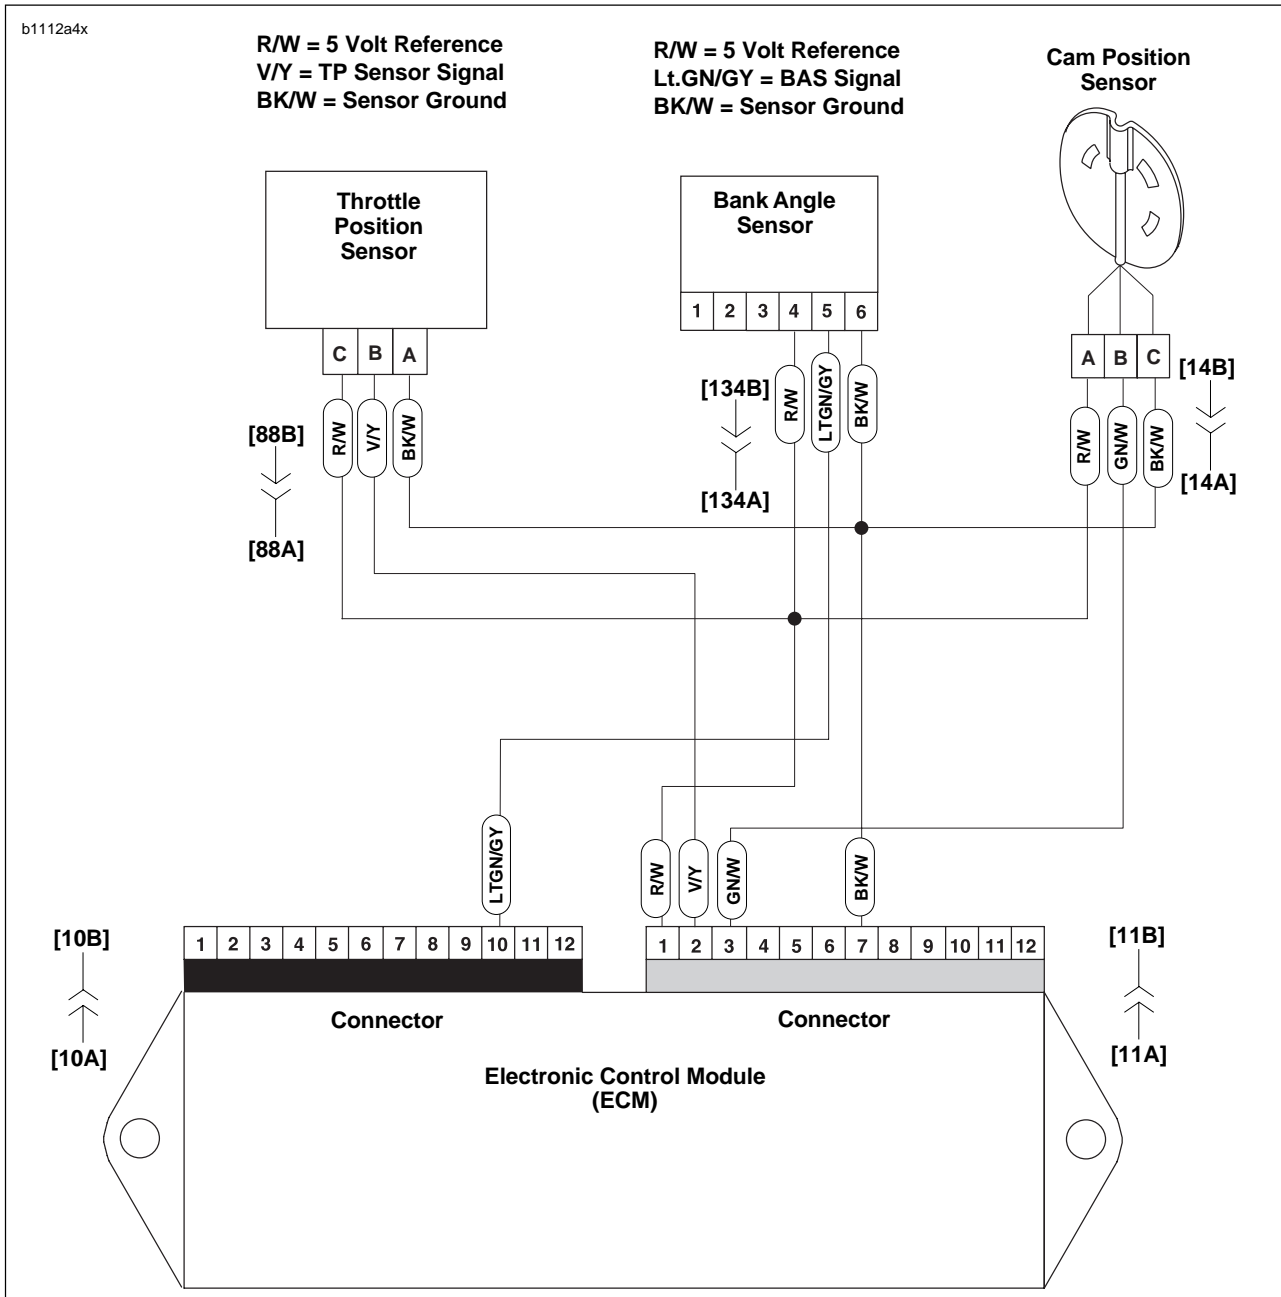 b1112a4x
R/W = 5 Volt Reference
V/Y = TP Sensor Signal
BK/W = Sensor Ground
R/W = 5 Volt Reference
Lt.GN/GY = BAS Signal
BK/W = Sensor Ground
Cam Position
Sensor
Throttle
Position
Sensor
C B A
Bank Angle
Sensor
1 2 3 4 5 6
A B C
[88B]
[88A]
R/W
V/Y
BK/W
[134B]
[134A]
R/W
LTGN/GY
BK/W
R/W
GN/W
BK/W
[14B]
[14A]
LTGN/GY
R/W
V/Y
GN/W
BK/W
[10B]
[10A]
1 2 3 4 5 6 7 8 9 10 11 12
1 2 3 4 5 6 7 8 9 10 11 12
[11B]
[11A]
Connector
Connector
Electronic Control Module
(ECM)